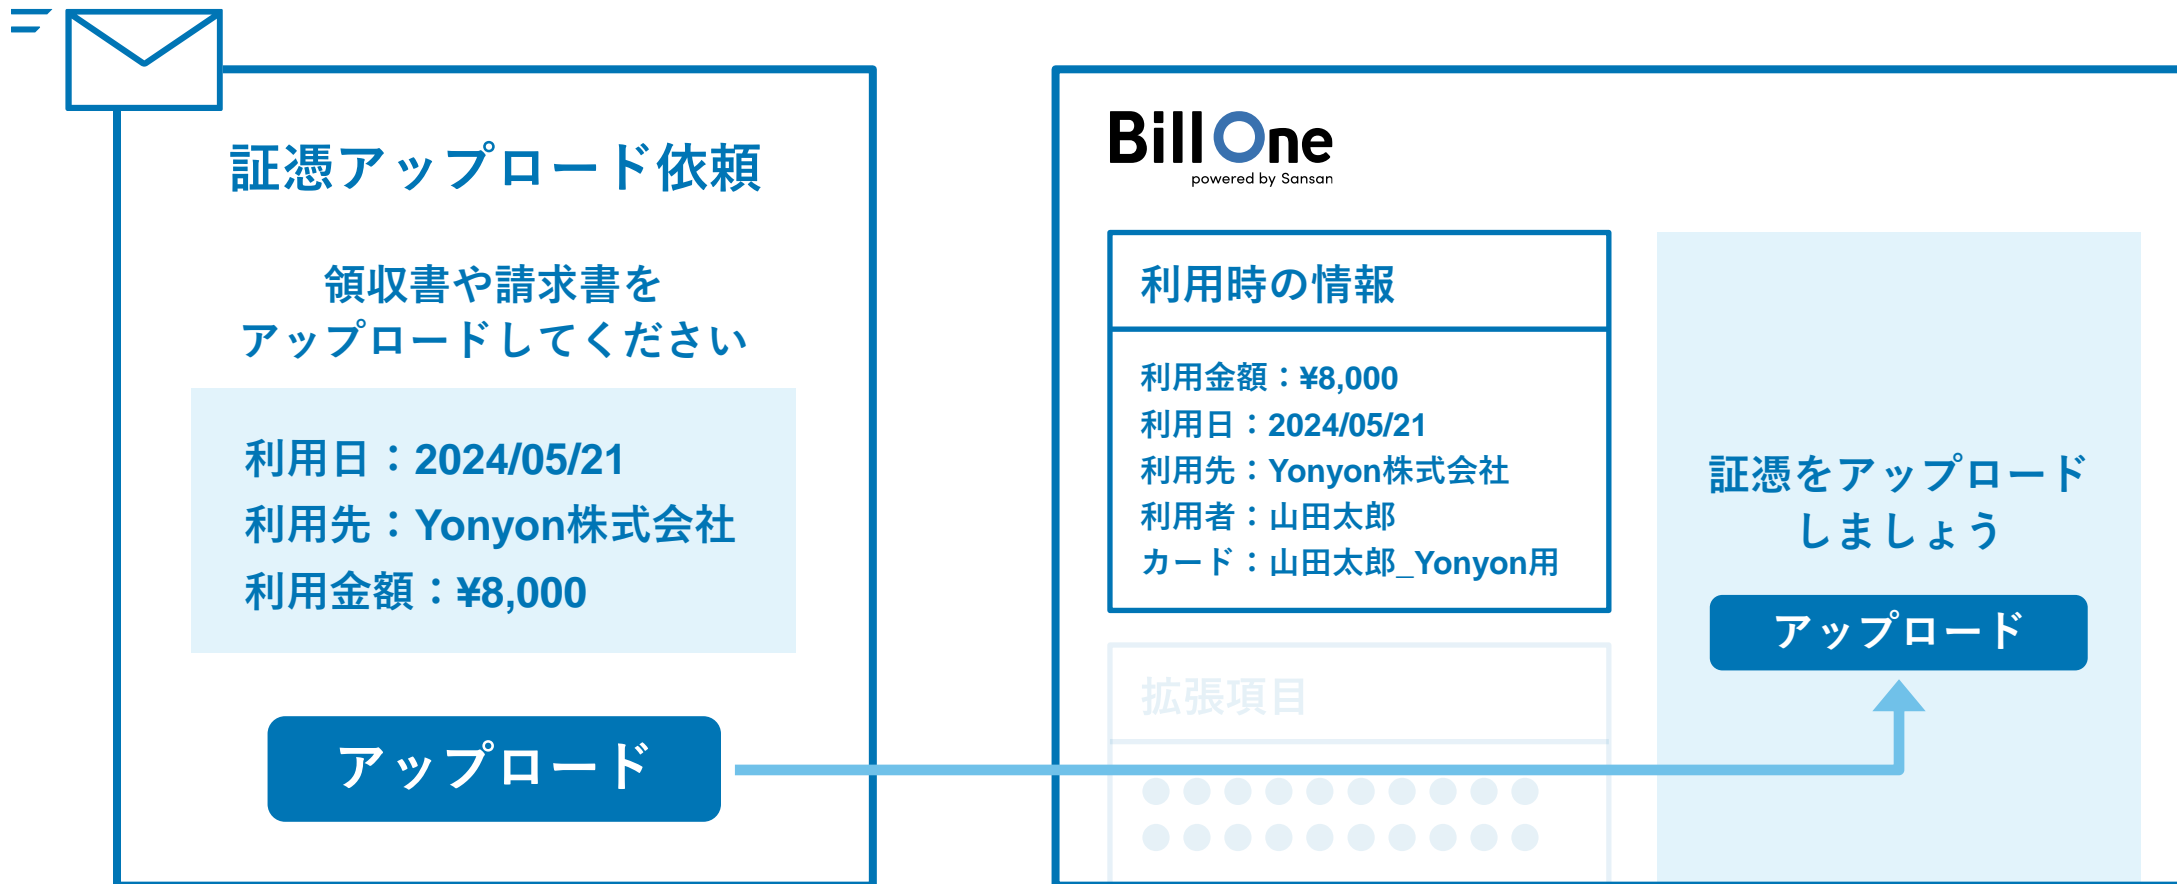 証憑アップロード依頼
領収書や請求書を
アップロードしてください
利用日：2024/05/21
利用先：Yonyon株式会社
利用金額：¥8,000
アップロード
Bill One
powered by Sansan
利用時の情報
利用金額：¥8,000
利用日：2024/05/21
利用先：Yonyon株式会社
利用者：山田太郎
カード：山田太郎_Yonyon用
拡張項目
証憑をアップロード
しましょう
アップロード